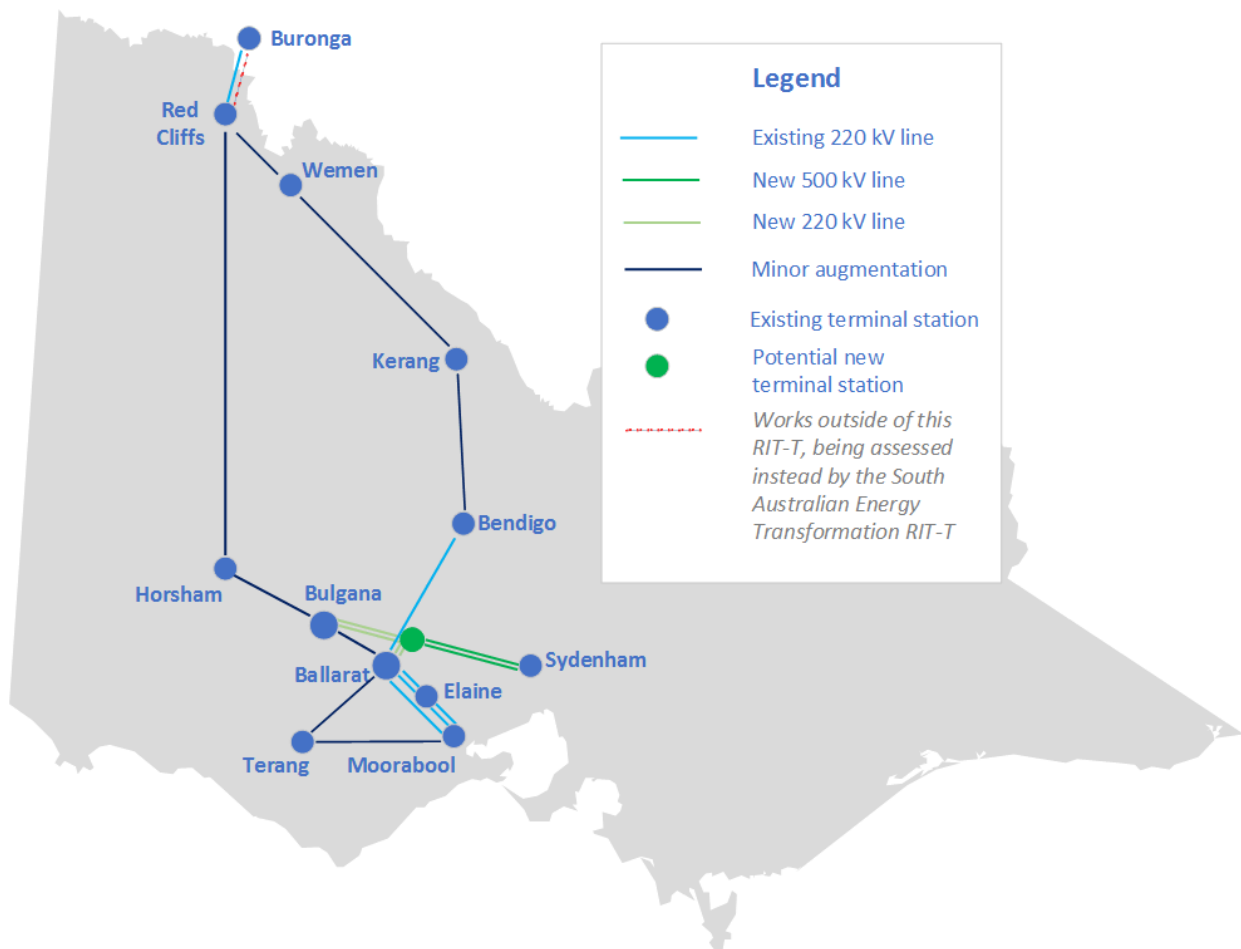 Buronga
Red
Cliffs
Wemen
Kerang
Bendigo
Horsham
Bulgana
Ballarat
Sydenham
Elaine
Terang
Moorabool
Legend
Existing 220 kV line
New 500 kV line
New 220 kV line
Minor augmentation
Existing terminal station
Potential new
terminal station
Works outside of this
RIT-T, being assessed
instead by the South
Australian Energy
Transformation RIT-T